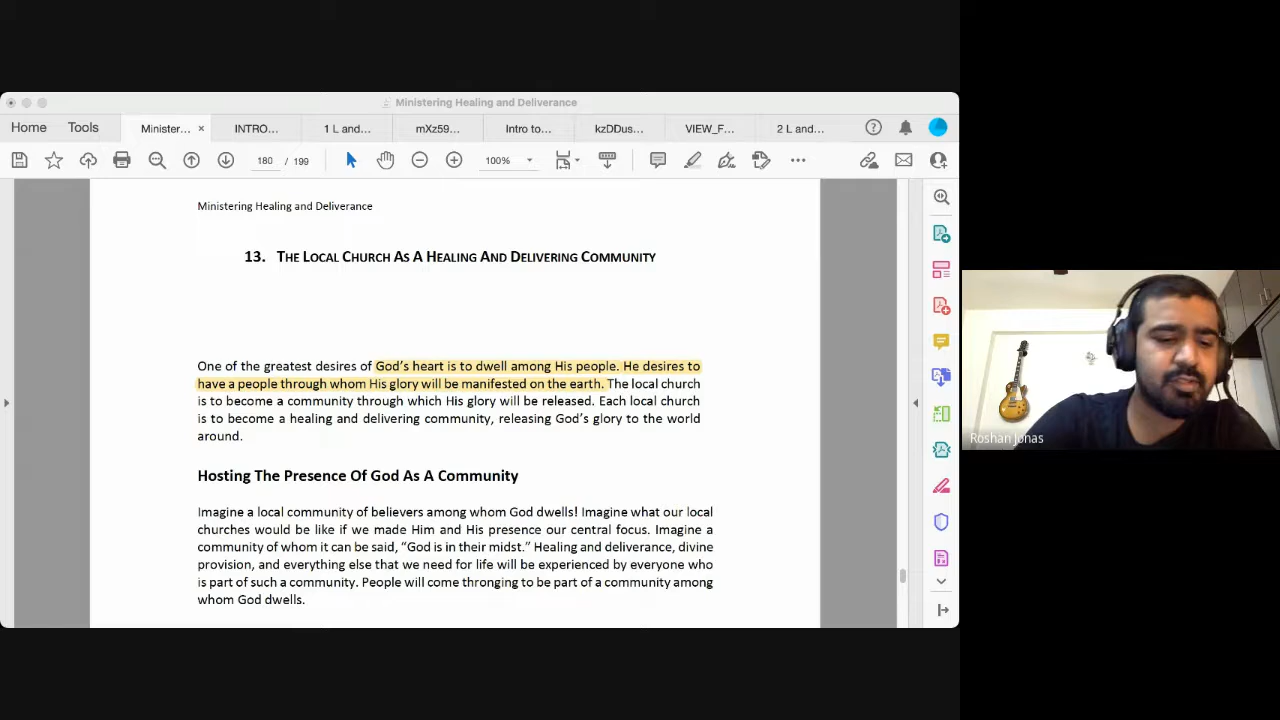 Ministering Healing and Deliverance
Home Tools Minister... × INTRO... 1 L and... mXz59... Intro to... kzDDus... VIEW_F... 2 L and...
180 / 199 100%
Ministering Healing and Deliverance
13. THE LOCAL CHURCH AS A HEALING AND DELIVERING COMMUNITY
One of the greatest desires of God's heart is to dwell among His people. He desires to
have a people through whom His glory will be manifested on the earth. The local church
is to become a community through which His glory will be released. Each local church
is to become a healing and delivering community, releasing God's glory to the world
around.
Hosting The Presence Of God As A Community
Imagine a local community of believers among whom God dwells! Imagine what our local
churches would be like if we made Him and His presence our central focus. Imagine a
community of whom it can be said, "God is in their midst." Healing and deliverance, divine
provision, and everything else that we need for life will be experienced by everyone who
is part of such a community. People will come thronging to be part of a community among
whom God dwells.
Roshan Jonas